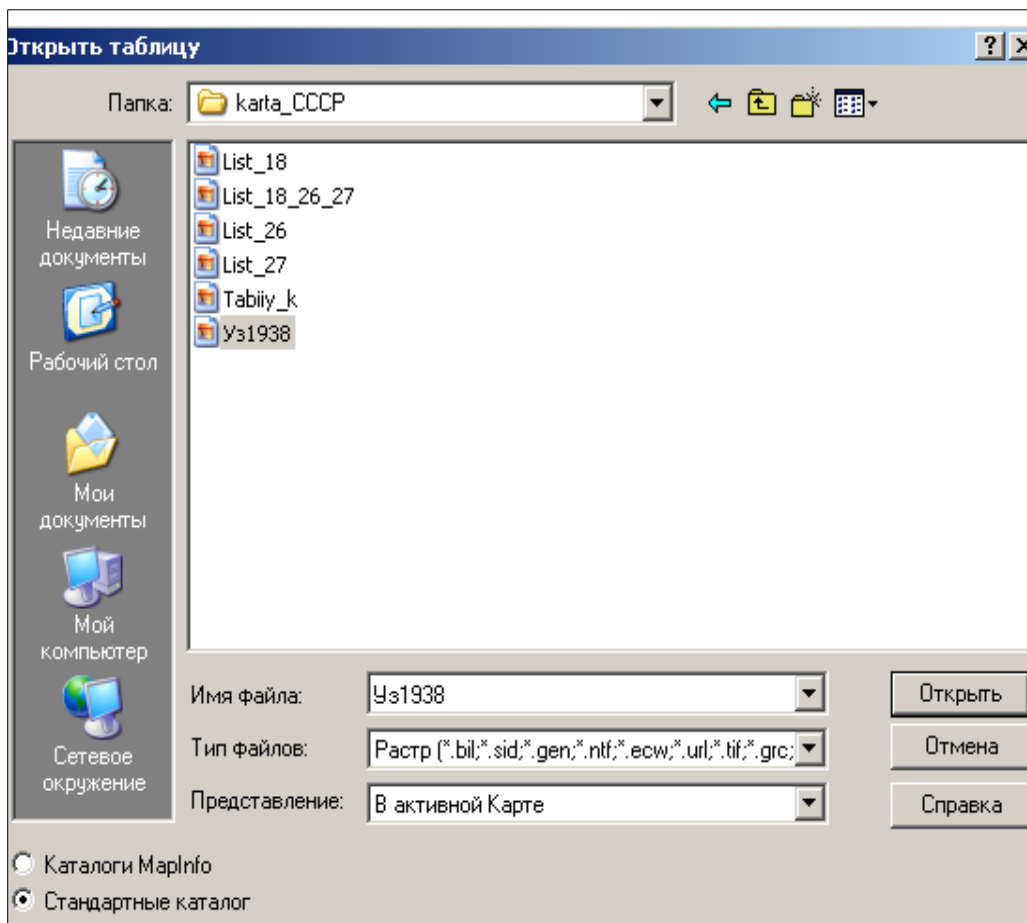 Открыть таблицу
Папка: karta_СССР
List_18
List_18_26_27
List_26
List_27
Tabiiy_k
Уз1938
Недавние
документы
Рабочий стол
Мои
документы
Мой
компьютер
Сетевое
окружение
Имя файла: Уз1938 Открыть
Тип файлов: Растр (*.bil;*.sid;*.gen;*.ntf;*.ecw;*.url;*.tif;*.grc; Отмена
Представление: В активной Карте Справка
Каталоги MapInfo
Стандартные каталог